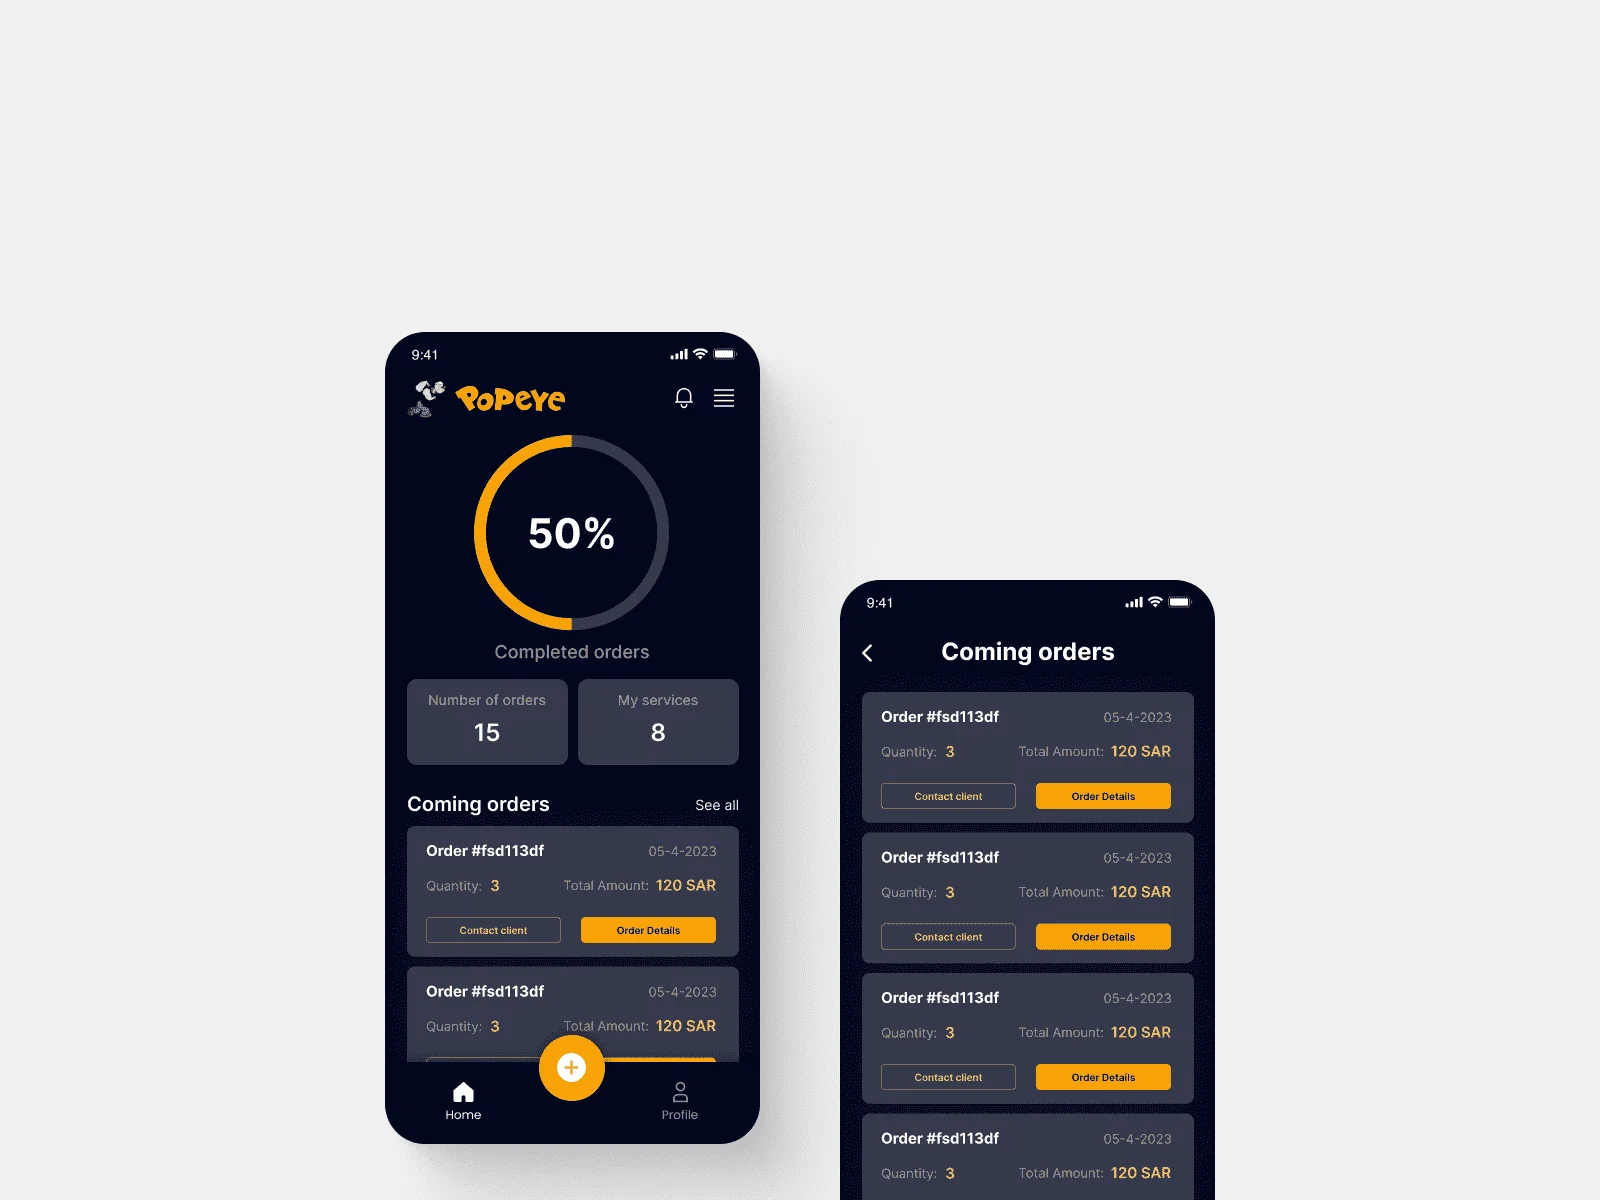 9:41
POPEYE
50%
Completed orders
Number of orders
15
My services
8
Coming orders
See all
Order #fsd113df
05-4-2023
Quantity: 3
Total Amount: 120 SAR
Contact client
Order Details
Order #fsd113df
05-4-2023
Quantity: 3
Total Amount: 120 SAR
Home
Profile
9:41
Coming orders
Order #fsd113df
05-4-2023
Quantity: 3
Total Amount: 120 SAR
Contact client
Order Details
Order #fsd113df
05-4-2023
Quantity: 3
Total Amount: 120 SAR
Contact client
Order Details
Order #fsd113df
05-4-2023
Quantity: 3
Total Amount: 120 SAR
Contact client
Order Details
Order #fsd113df
05-4-2023
Quantity: 3
Total Amount: 120 SAR